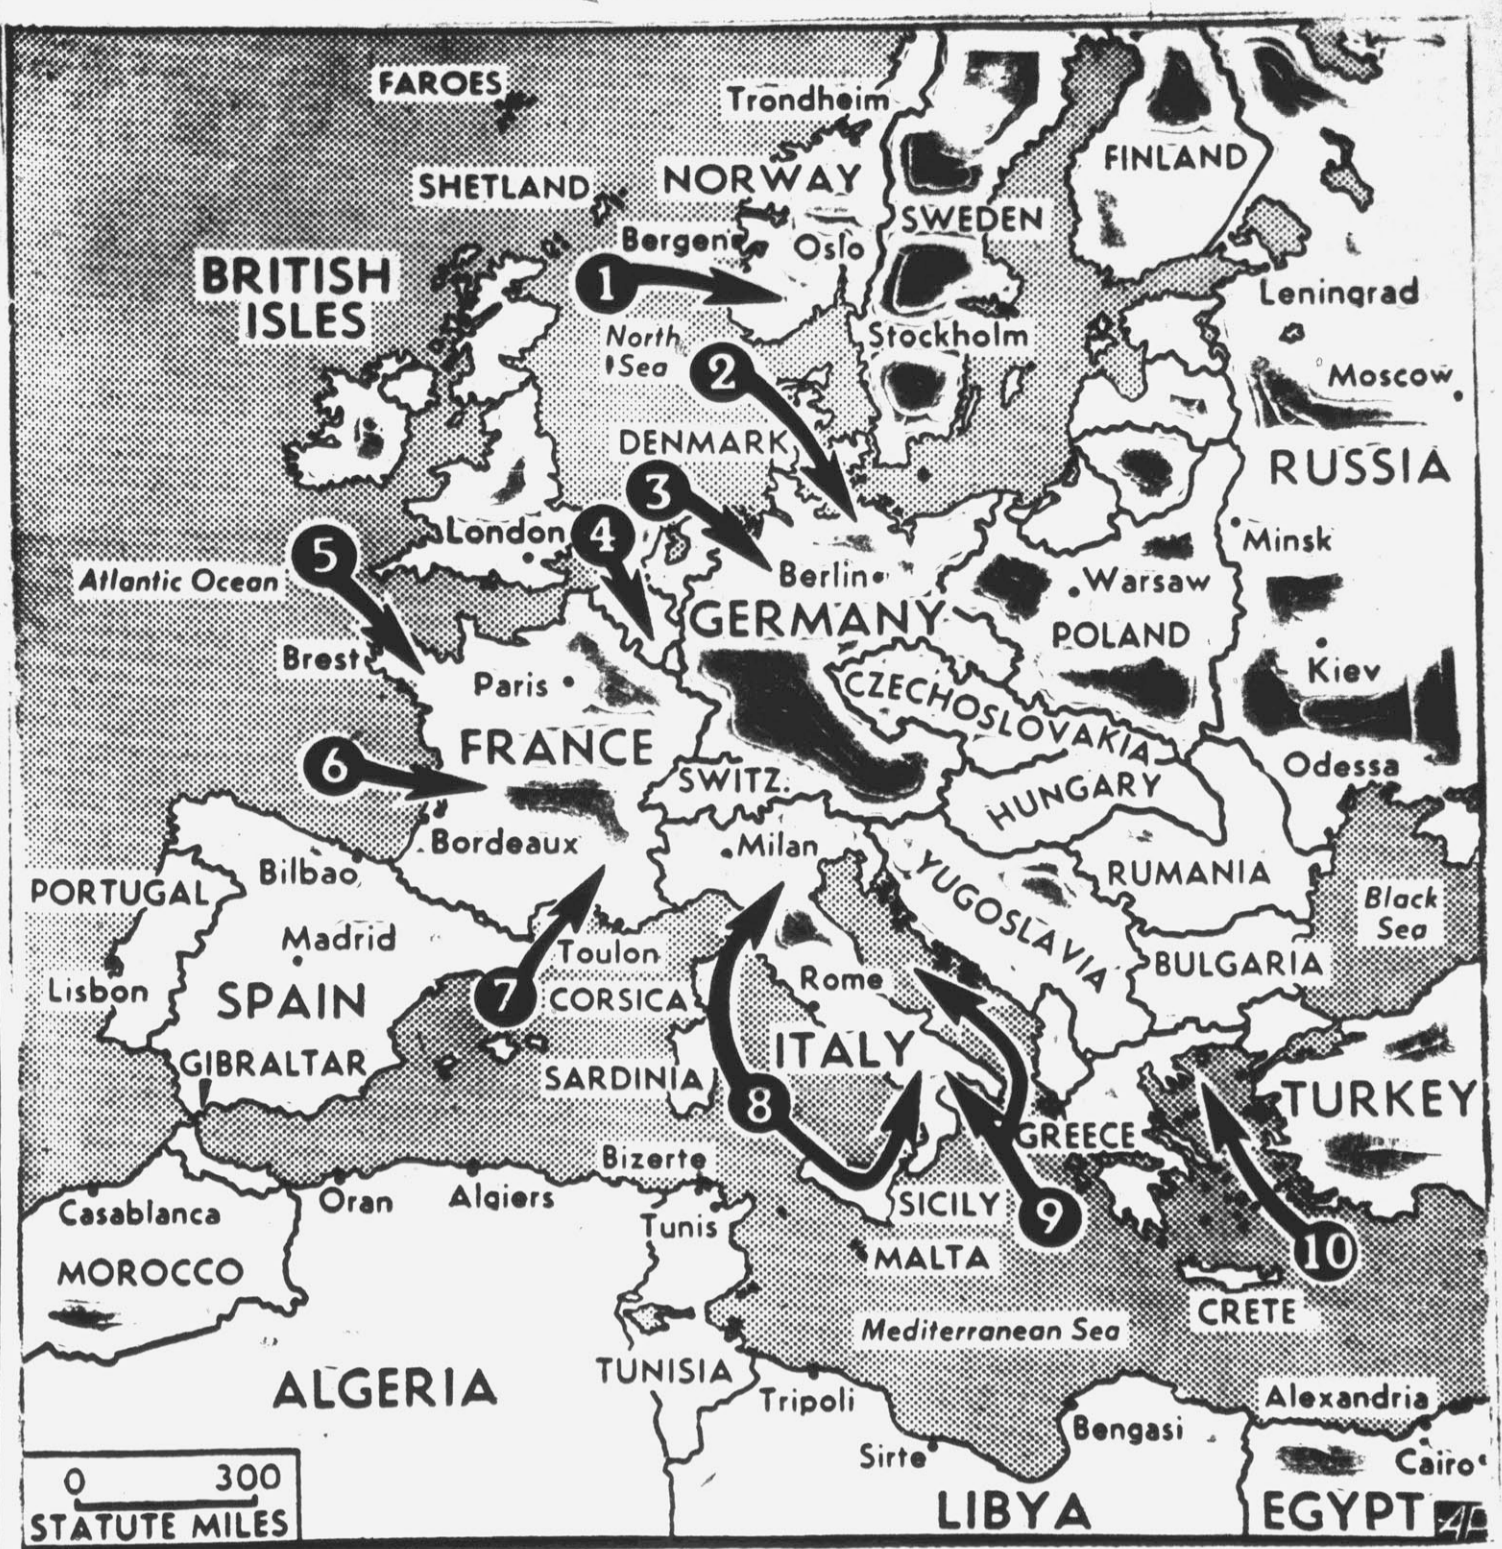 FAROES
Trondheim
FINLAND
SHETLAND
NORWAY
SWEDEN
Bergen
Oslo
BRITISH
ISLES
1
Leningrad
North
Sea
Stockholm
2
Moscow
DENMARK
RUSSIA
3
London
4
Minsk
5
Atlantic Ocean
Berlin
Warsaw
GERMANY
POLAND
Brest
Paris
Kiev
CZECHOSLOVAKIA
FRANCE
6
SWITZ.
HUNGARY
Odessa
Bordeaux
Milan
Bilbao
PORTUGAL
YUGOSLAVIA
RUMANIA
Black
Sea
Madrid
Toulon
Lisbon
SPAIN
7
CORSICA
Rome
BULGARIA
GIBRALTAR
SARDINIA
ITALY
TURKEY
8
GREECE
Bizerte
Casablanca
Oran
Algiers
Tunis
SICILY
9
MALTA
10
MOROCCO
CRETE
Mediterranean Sea
ALGERIA
TUNISIA
Tripoli
Alexandria
Bengasi
Sirte
Cairo
0 300
STATUTE MILES
LIBYA
EGYPT
AP